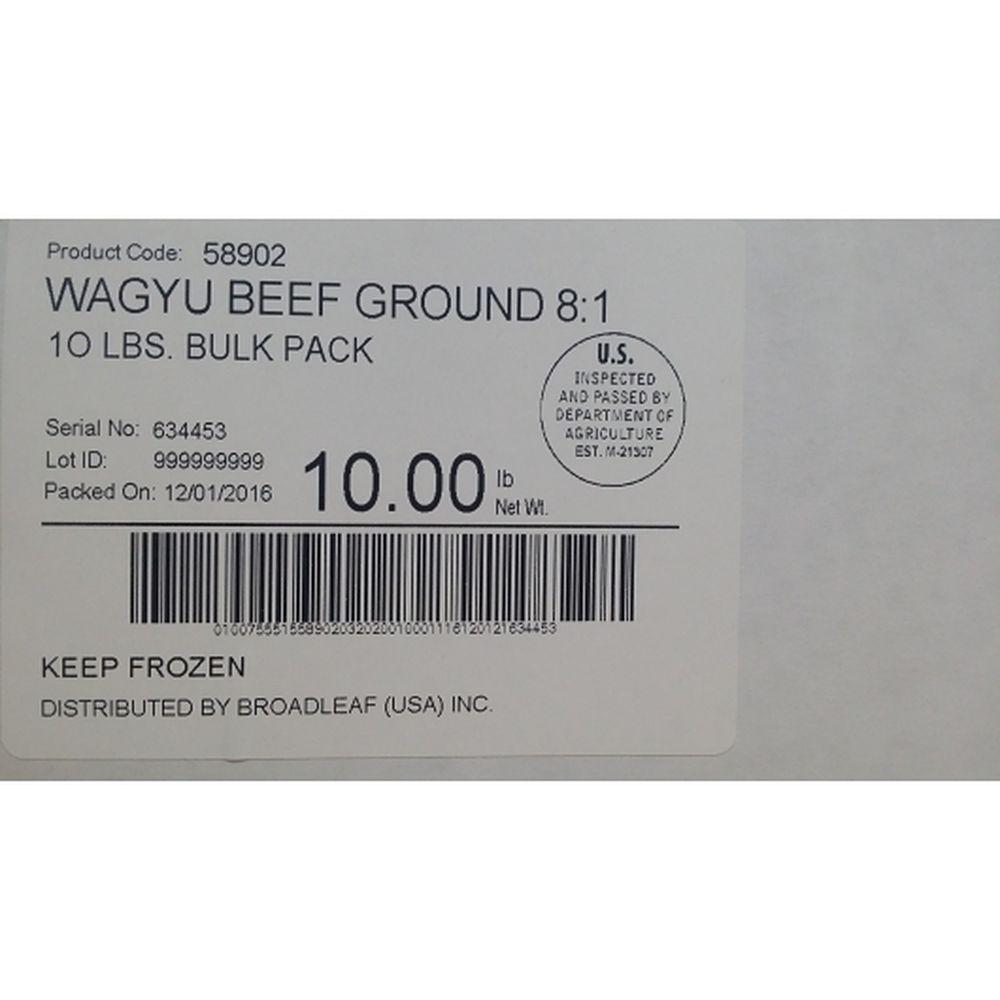 Product Code: 58902
WAGYU BEEF GROUND 8:1
10 LBS. BULK PACK
U.S.
INSPECTED
AND PASSED BY
DEPARTMENT OF
AGRICULTURE
EST. M-21307
Serial No: 634453
Lot ID: 999999999
Packed On: 12/01/2016
10.00 lb
Net Wt.
KEEP FROZEN
DISTRIBUTED BY BROADLEAF (USA) INC.